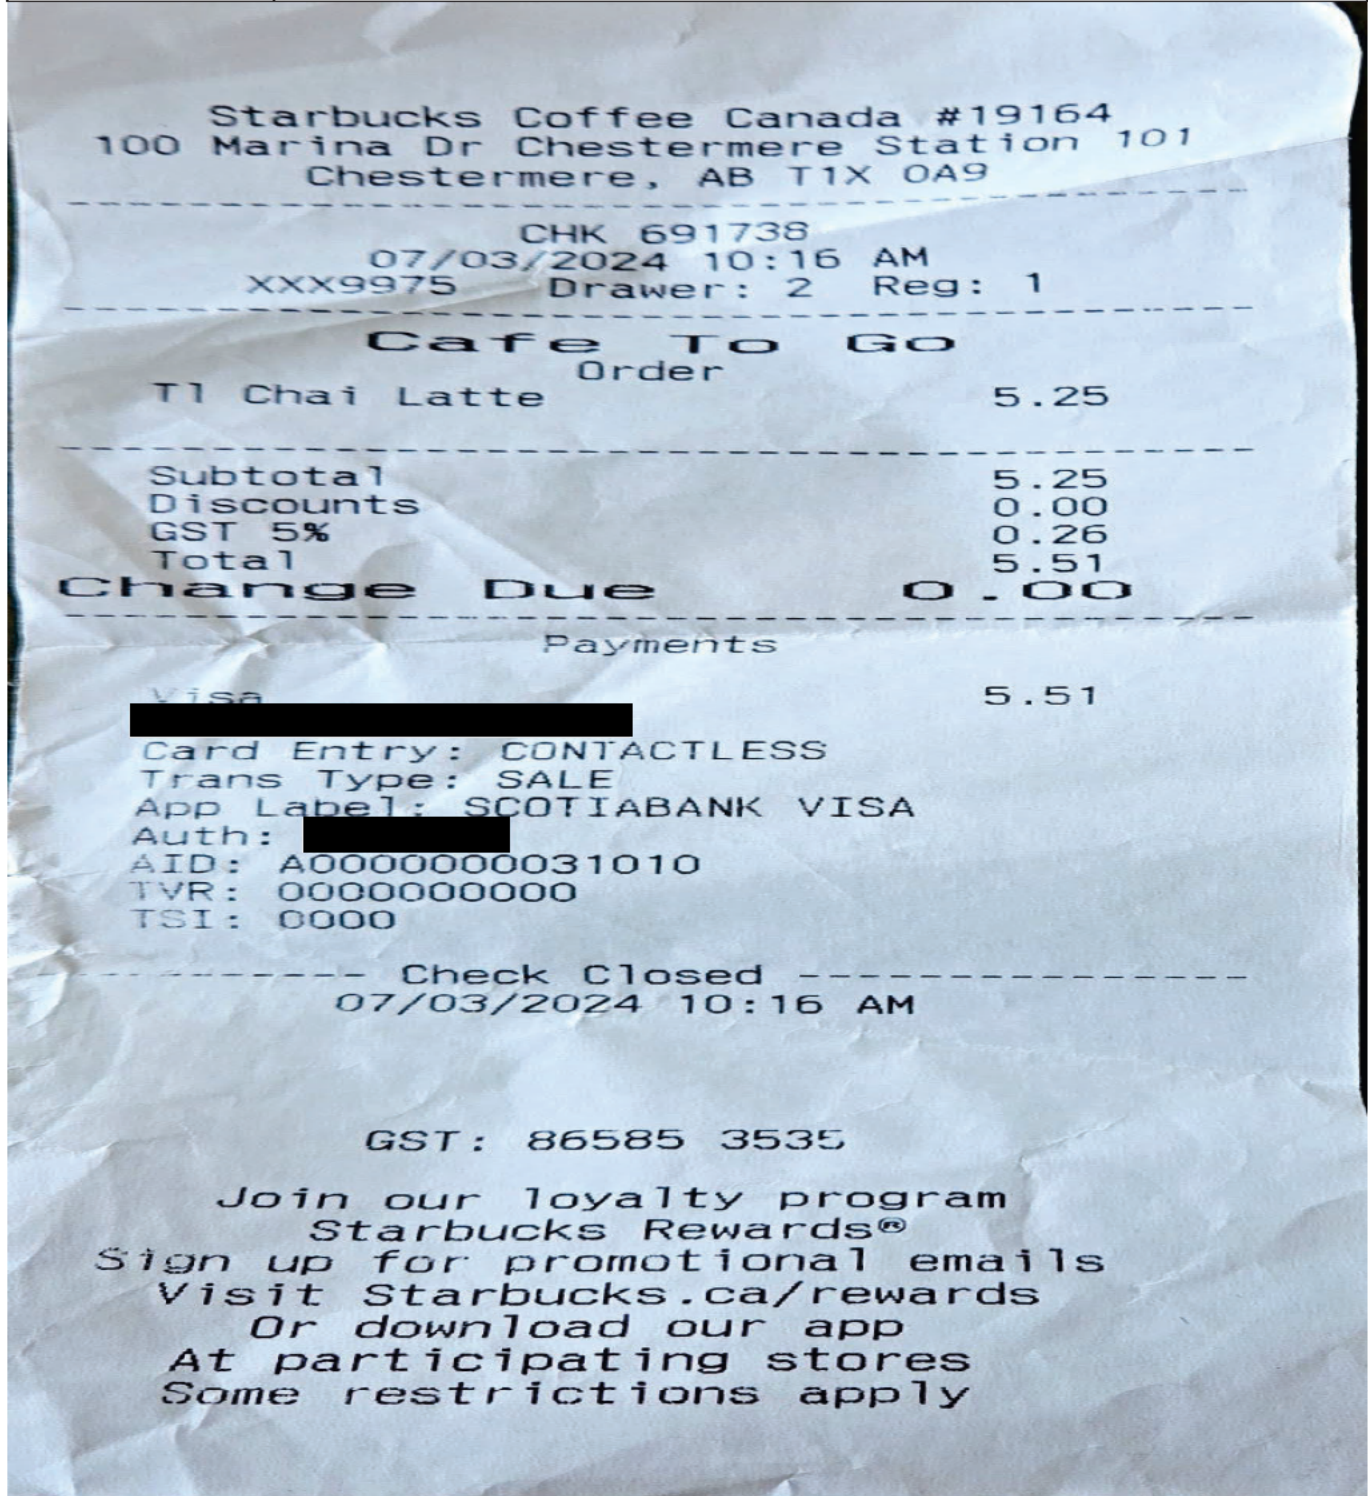 Starbucks Coffee Canada #19164
100 Marina Dr Chestermere Station 101
Chestermere, AB T1X 0A9
CHK 691738
07/03/2024 10:16 AM
XXX9975 Drawer: 2 Reg: 1
Cafe To Go
Order
Tl Chai Latte 5.25
Subtotal 5.25
Discounts 0.00
GST 5% 0.26
Total 5.51
Change Due 0.00
Payments
Visa 5.51
Card Entry: CONTACTLESS
Trans Type: SALE
App Label: SCOTIABANK VISA
Auth:
AID: A0000000031010
TVR: 0000000000
TSI: 0000
---------- Check Closed ----------------
07/03/2024 10:16 AM
GST: 86585 3535
Join our loyalty program
Starbucks Rewards®
Sign up for promotional emails
Visit Starbucks.ca/rewards
Or download our app
At participating stores
Some restrictions apply